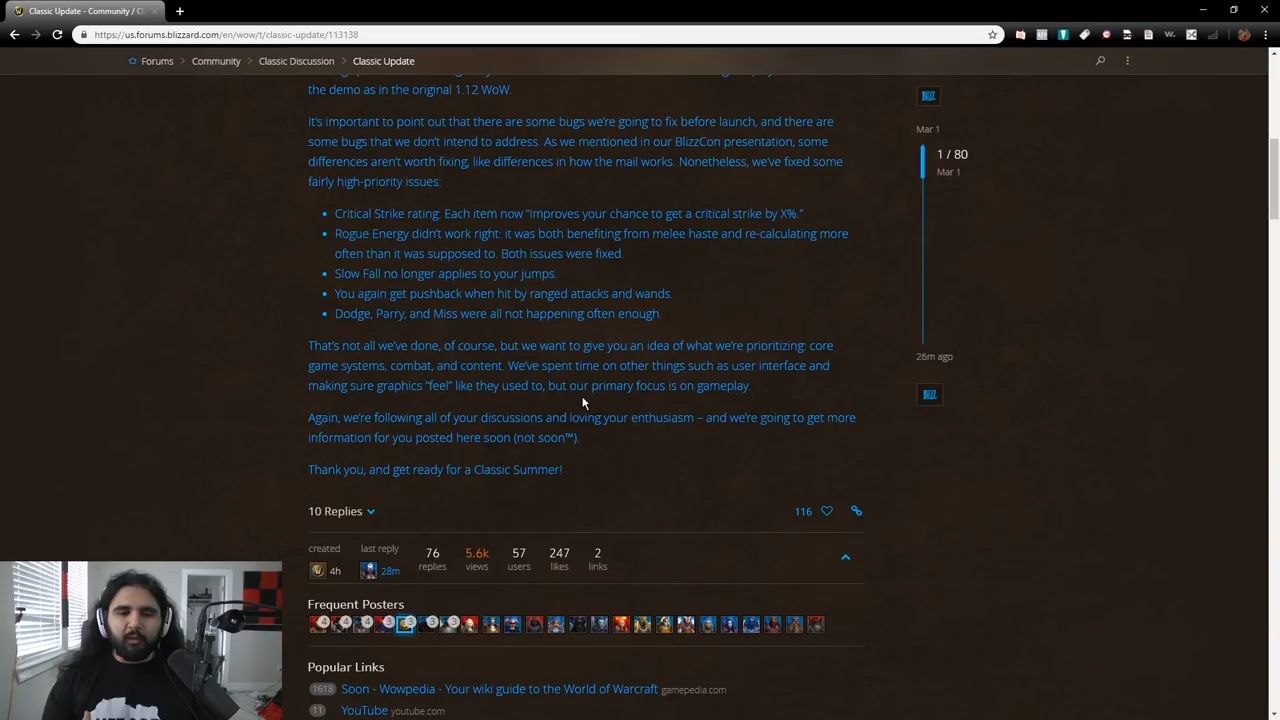 Classic Update - Community / Cl
https://us.forums.blizzard.com/en/wow/t/classic-update/113138
Forums Community Classic Discussion Classic Update
the demo as in the original 1.12 WoW.
It's important to point out that there are some bugs we're going to fix before launch, and there are
some bugs that we don't intend to address. As we mentioned in our BlizzCon presentation, some
differences aren't worth fixing, like differences in how the mail works. Nonetheless, we've fixed some
fairly high-priority issues:
• Critical Strike rating: Each item now "Improves your chance to get a critical strike by X%."
• Rogue Energy didn't work right: it was both benefiting from melee haste and re-calculating more
often than it was supposed to. Both issues were fixed.
• Slow Fall no longer applies to your jumps.
• You again get pushback when hit by ranged attacks and wands.
• Dodge, Parry, and Miss were all not happening often enough.
That's not all we've done, of course, but we want to give you an idea of what we're prioritizing: core
game systems, combat, and content. We've spent time on other things such as user interface and
making sure graphics "feel" like they used to, but our primary focus is on gameplay.
Again, we're following all of your discussions and loving your enthusiasm – and we're going to get more
information for you posted here soon (not soon™).
Thank you, and get ready for a Classic Summer!
10 Replies 116
created last reply 76 5.6k 57 247 2
4h 28m replies views users likes links
Frequent Posters
4 4 4 3 3 3 3
Popular Links
1618 Soon - Wowpedia - Your wiki guide to the World of Warcraft gamepedia.com
11 YouTube youtube.com
BLIZZ
Mar 1
1 / 80
Mar 1
26m ago
BLIZZ